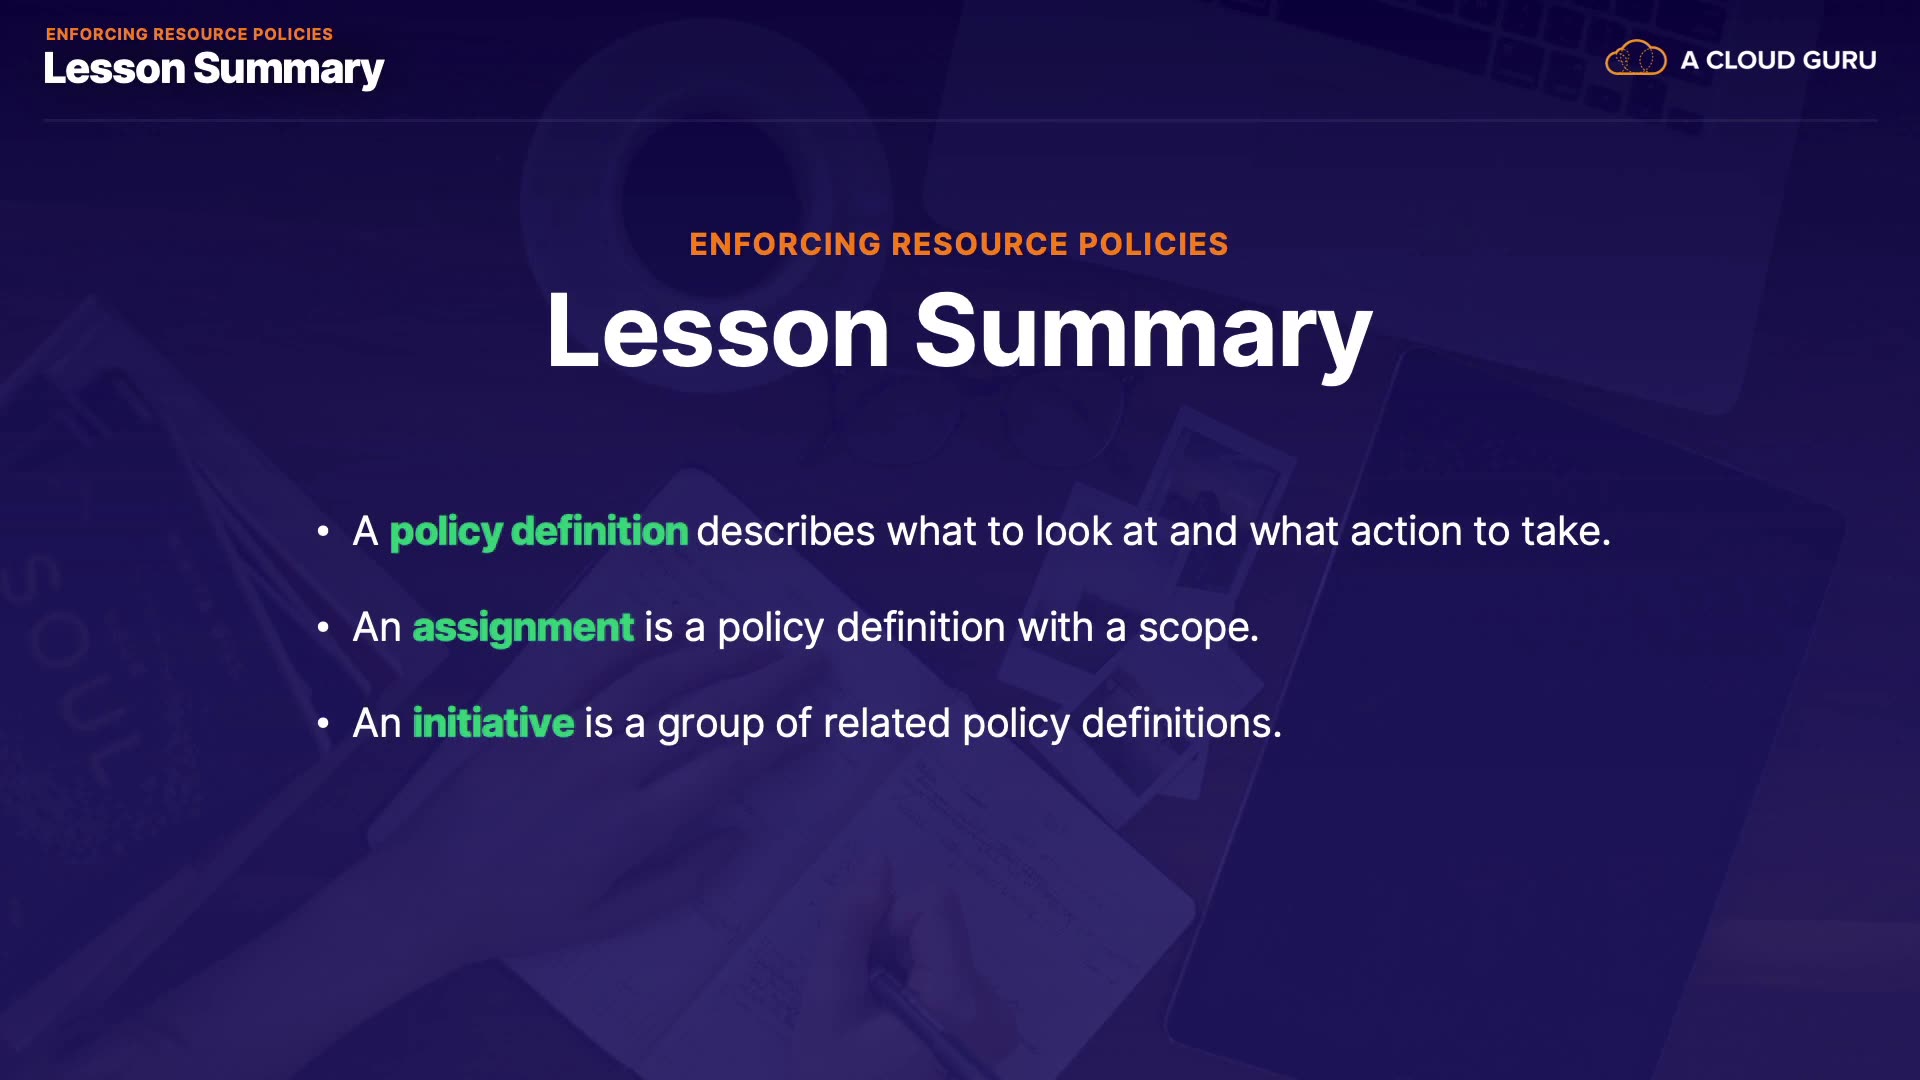 ENFORCING RESOURCE POLICIES
Lesson Summary
A CLOUD GURU
ENFORCING RESOURCE POLICIES
Lesson Summary
• A policy definition describes what to look at and what action to take.
• An assignment is a policy definition with a scope.
• An initiative is a group of related policy definitions.
SOUL